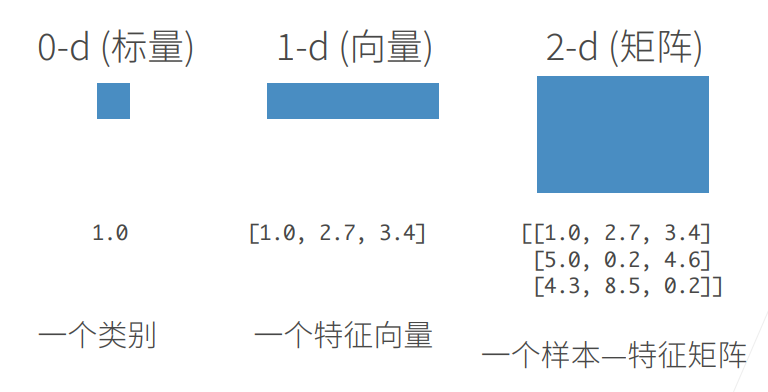 0-d (标量)
1-d (向量)
2-d (矩阵)
1.0
[1.0, 2.7, 3.4]
[[1.0, 2.7, 3.4]
[5.0, 0.2, 4.6]
[4.3, 8.5, 0.2]]
一个类别
一个特征向量
一个样本—特征矩阵